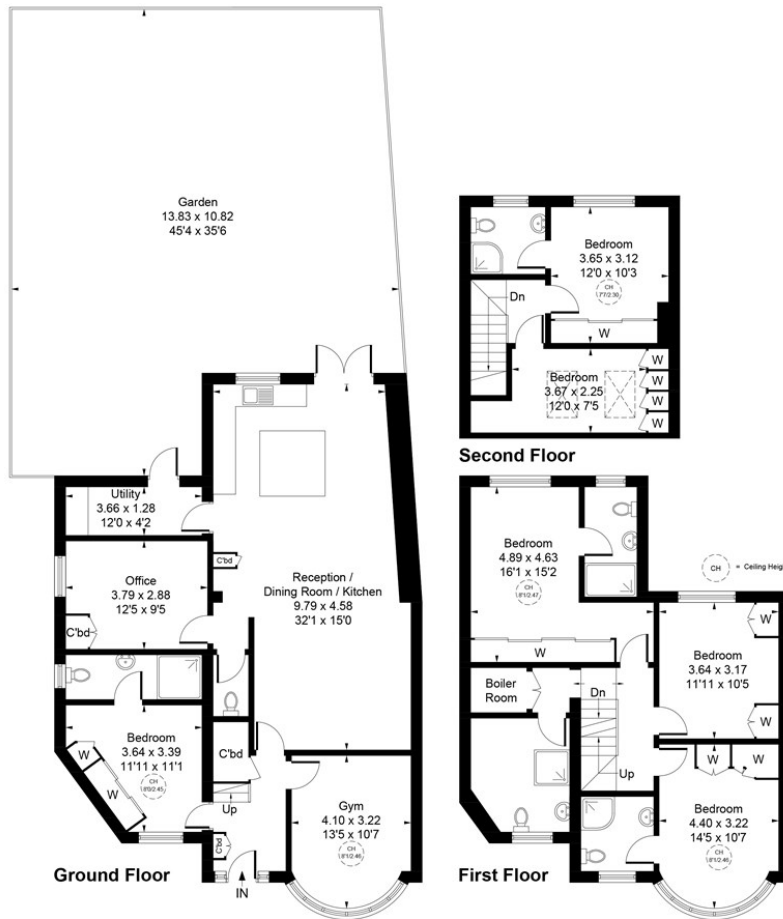 Garden
13.83 x 10.82
45'4 x 35'6
Utility
3.66 x 1.28
12'0 x 4'2
Office
3.79 x 2.88
12'5 x 9'5
C'bd
C'bd
Reception /
Dining Room / Kitchen
9.79 x 4.58
32'1 x 15'0
Bedroom
3.64 x 3.39
11'11 x 11'1
CH
8'0/2.45
W
W
C'bd
Up
C'bd
IN
Gym
4.10 x 3.22
13'5 x 10'7
CH
8'1/2.46
Ground Floor
Bedroom
3.65 x 3.12
12'0 x 10'3
CH
7'7/2.30
W
Dn
Bedroom
3.67 x 2.25
12'0 x 7'5
W
W
W
W
Second Floor
Bedroom
4.89 x 4.63
16'1 x 15'2
CH
8'1/2.47
W
CH = Ceiling Heig
Bedroom
3.64 x 3.17
11'11 x 10'5
W
W
Boiler
Room
Dn
Up
W
W
Bedroom
4.40 x 3.22
14'5 x 10'7
CH
8'1/2.46
First Floor